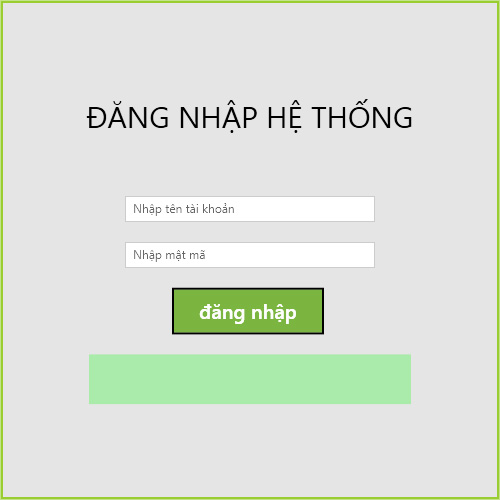 ĐĂNG NHẬP HỆ THỐNG
Nhập tên tài khoản
Nhập mật mã
đăng nhập